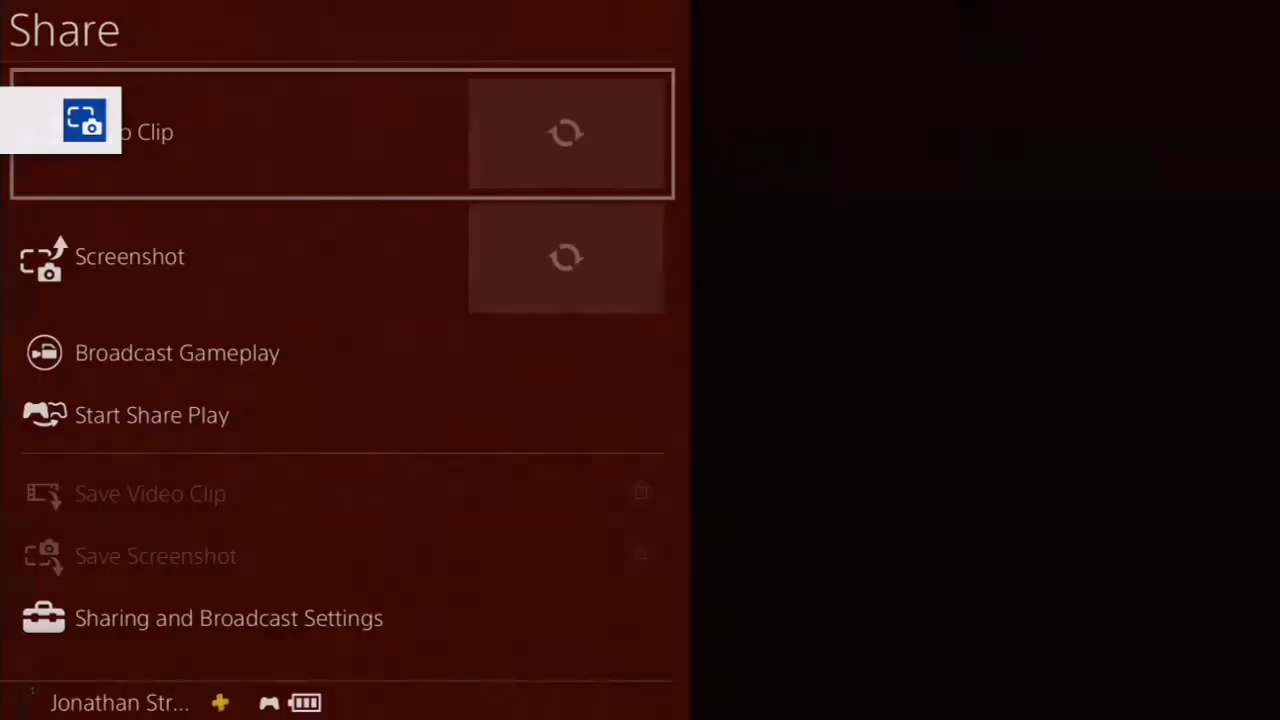 Share
o Clip
Screenshot
Broadcast Gameplay
Start Share Play
Save Video Clip
Save Screenshot
Sharing and Broadcast Settings
Jonathan Str...